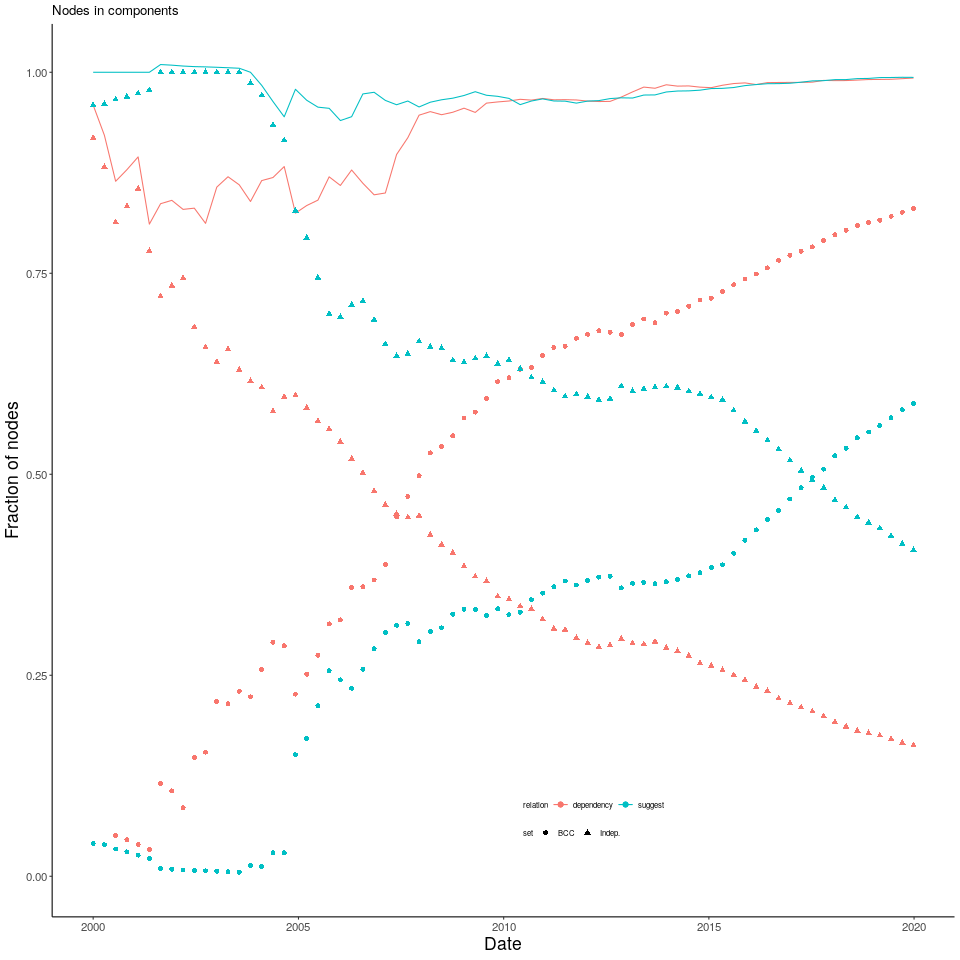 Nodes in components
Fraction of nodes
1.00
0.75
0.50
0.25
0.00
relation dependency suggest
set BCC Indep.
2000 2005 2010 2015 2020
Date